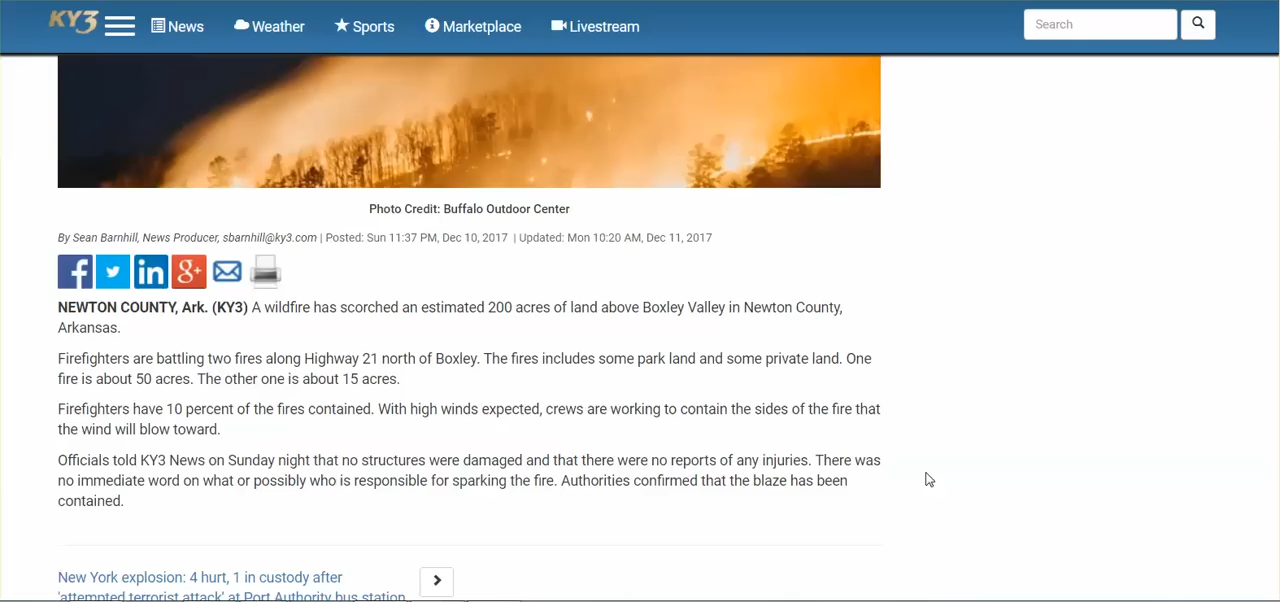 KY3 News Weather Sports Marketplace Livestream Search
Photo Credit: Buffalo Outdoor Center
By Sean Barnhill, News Producer, sbarnhill@ky3.com | Posted: Sun 11:37 PM, Dec 10, 2017 | Updated: Mon 10:20 AM, Dec 11, 2017
f in g+
NEWTON COUNTY, Ark. (KY3) A wildfire has scorched an estimated 200 acres of land above Boxley Valley in Newton County,
Arkansas.
Firefighters are battling two fires along Highway 21 north of Boxley. The fires includes some park land and some private land. One
fire is about 50 acres. The other one is about 15 acres.
Firefighters have 10 percent of the fires contained. With high winds expected, crews are working to contain the sides of the fire that
the wind will blow toward.
Officials told KY3 News on Sunday night that no structures were damaged and that there were no reports of any injuries. There was
no immediate word on what or possibly who is responsible for sparking the fire. Authorities confirmed that the blaze has been
contained.
New York explosion: 4 hurt, 1 in custody after
'attempted terrorist attack' at Port Authority bus station